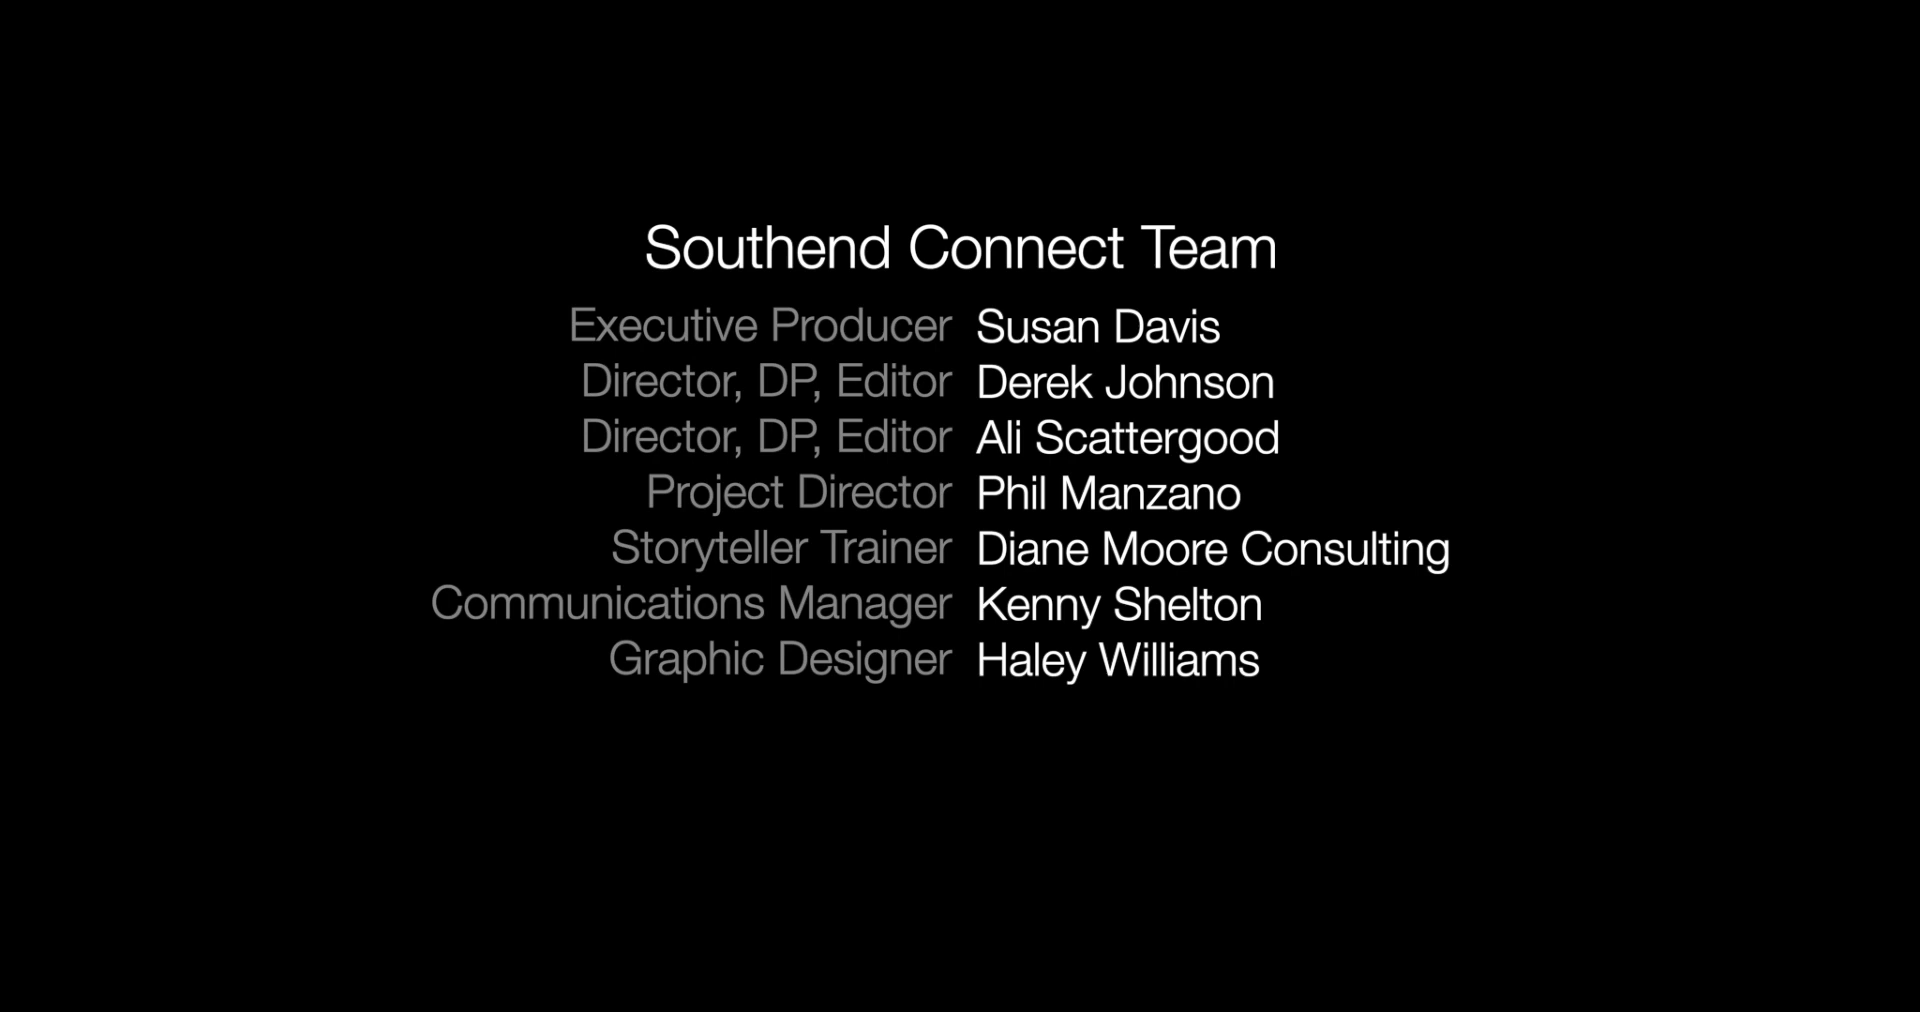 Southend Connect Team
Executive Producer Susan Davis
Director, DP, Editor Derek Johnson
Director, DP, Editor Ali Scattergood
Project Director Phil Manzano
Storyteller Trainer Diane Moore Consulting
Communications Manager Kenny Shelton
Graphic Designer Haley Williams